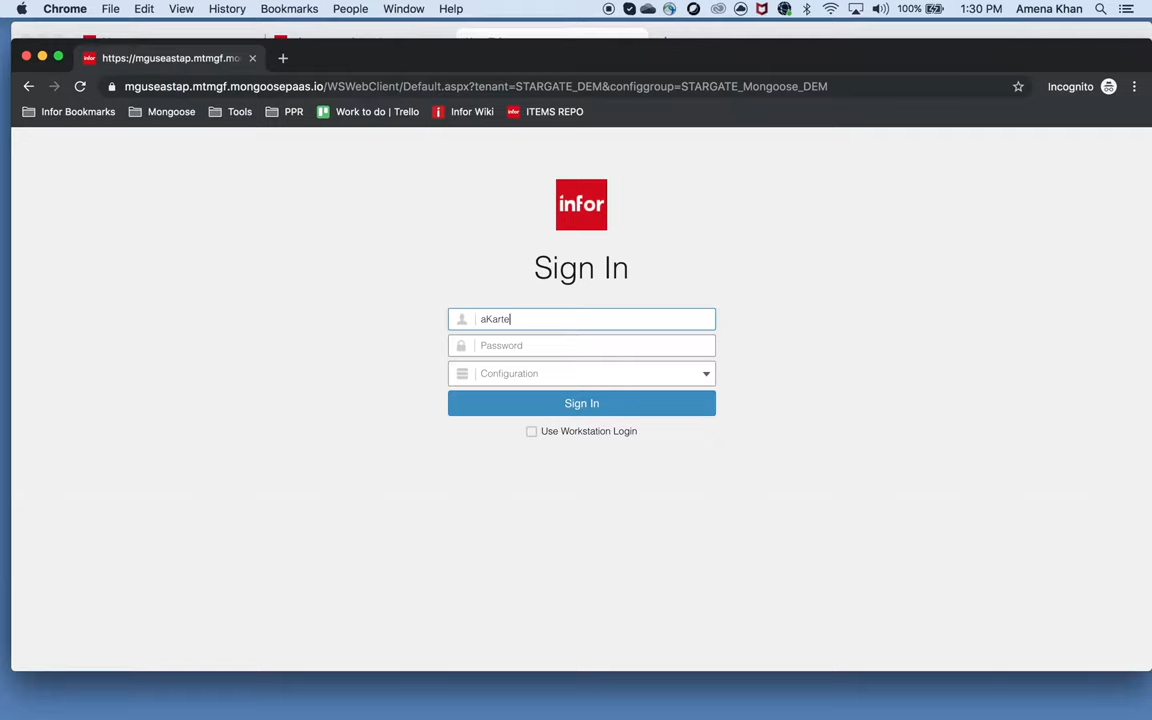 Chrome File Edit View History Bookmarks People Window Help 100% 1:30 PM Amena Khan
infor https://mguseastap.mtmgf.mo
mguseastap.mtmgf.mongoosepaas.io/WSWebClient/Default.aspx?tenant=STARGATE_DEM&configgroup=STARGATE_Mongoose_DEM Incognito
Infor Bookmarks Mongoose Tools PPR Work to do | Trello Infor Wiki infor ITEMS REPO
infor
Sign In
aKarte
Password
Configuration
Sign In
Use Workstation Login